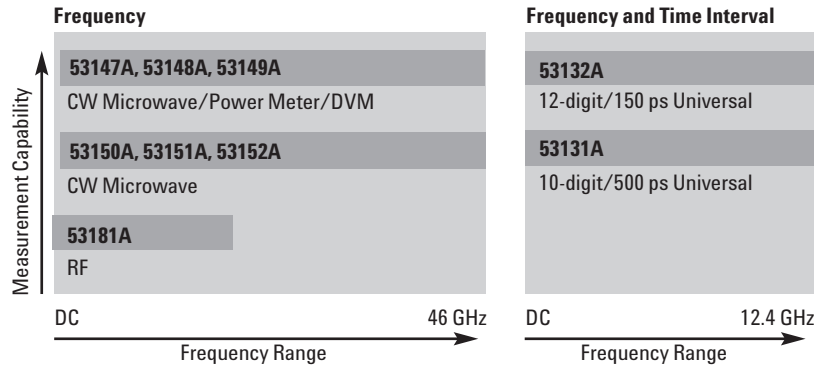 Frequency
53147A, 53148A, 53149A
CW Microwave/Power Meter/DVM
53150A, 53151A, 53152A
CW Microwave
53181A
RF
Measurement Capability
DC
46 GHz
Frequency Range
Frequency and Time Interval
53132A
12-digit/150 ps Universal
53131A
10-digit/500 ps Universal
DC
12.4 GHz
Frequency Range